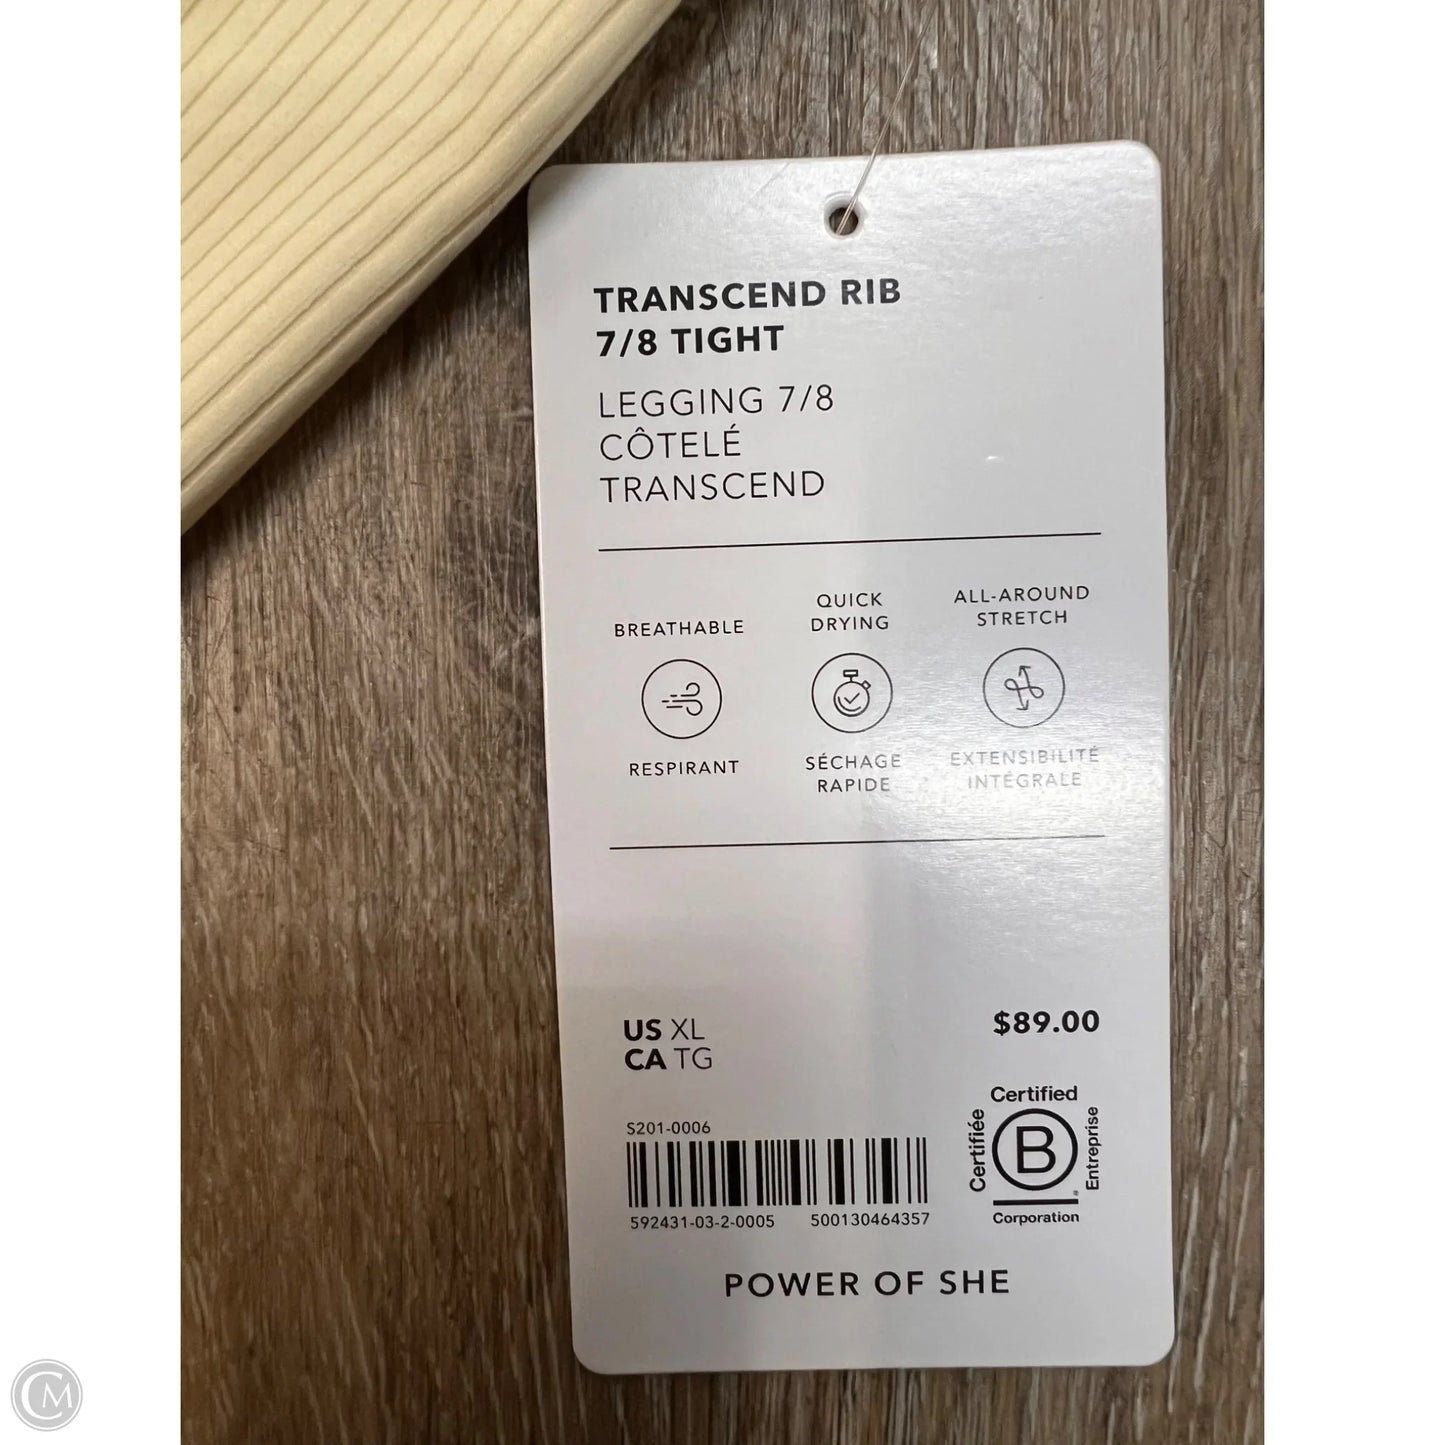 TRANSCEND RIB
7/8 TIGHT
LEGGING 7/8
CÔTELÉ
TRANSCEND
BREATHABLE
QUICK
DRYING
ALL-AROUND
STRETCH
RESPIRANT
SÉCHAGE
RAPIDE
EXTENSIBILITÉ
INTÉGRALE
US XL
CA TG
$89.00
S201-0006
592431-03-2-0005 500130464357
Certified
Certifiée
B
Entreprise
Corporation
POWER OF SHE
CM